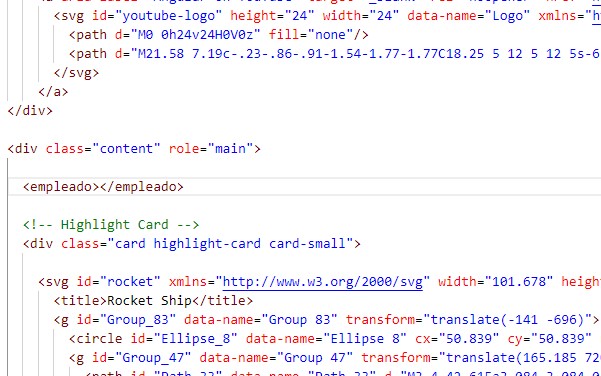 <svg id="youtube-logo" height="24" width="24" data-name="Logo" xmlns="h
<path d="M0 0h24v24H0V0z" fill="none"/>
<path d="M21.58 7.19c-.23-.86-.91-1.54-1.77-1.77C18.25 5 12 5 12 5s-6
</svg>
</a>
</div>
<div class="content" role="main">
<empleado></empleado>
<!-- Highlight Card -->
<div class="card highlight-card card-small">
<svg id="rocket" xmlns="http://www.w3.org/2000/svg" width="101.678" heigh
<title>Rocket Ship</title>
<g id="Group_83" data-name="Group 83" transform="translate(-141 -696)">
<circle id="Ellipse_8" data-name="Ellipse 8" cx="50.839" cy="50.839"
<g id="Group_47" data-name="Group 47" transform="translate(165.185 720